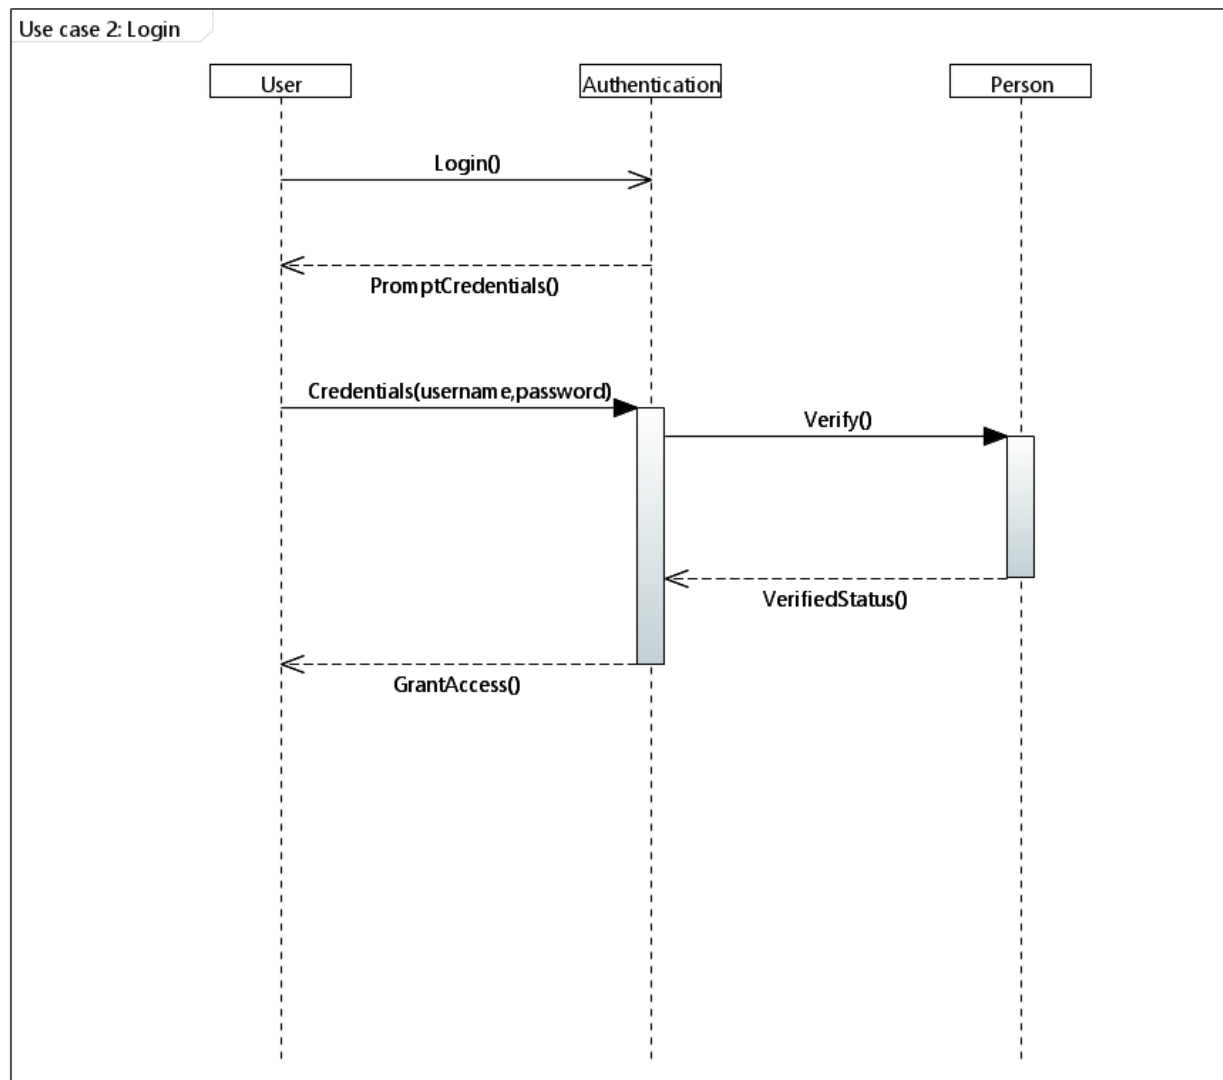 Use case 2: Login
User
Authentication
Person
Login()
PromptCredentials()
Credentials(username,password)
Verify()
VerifiedStatus()
GrantAccess()